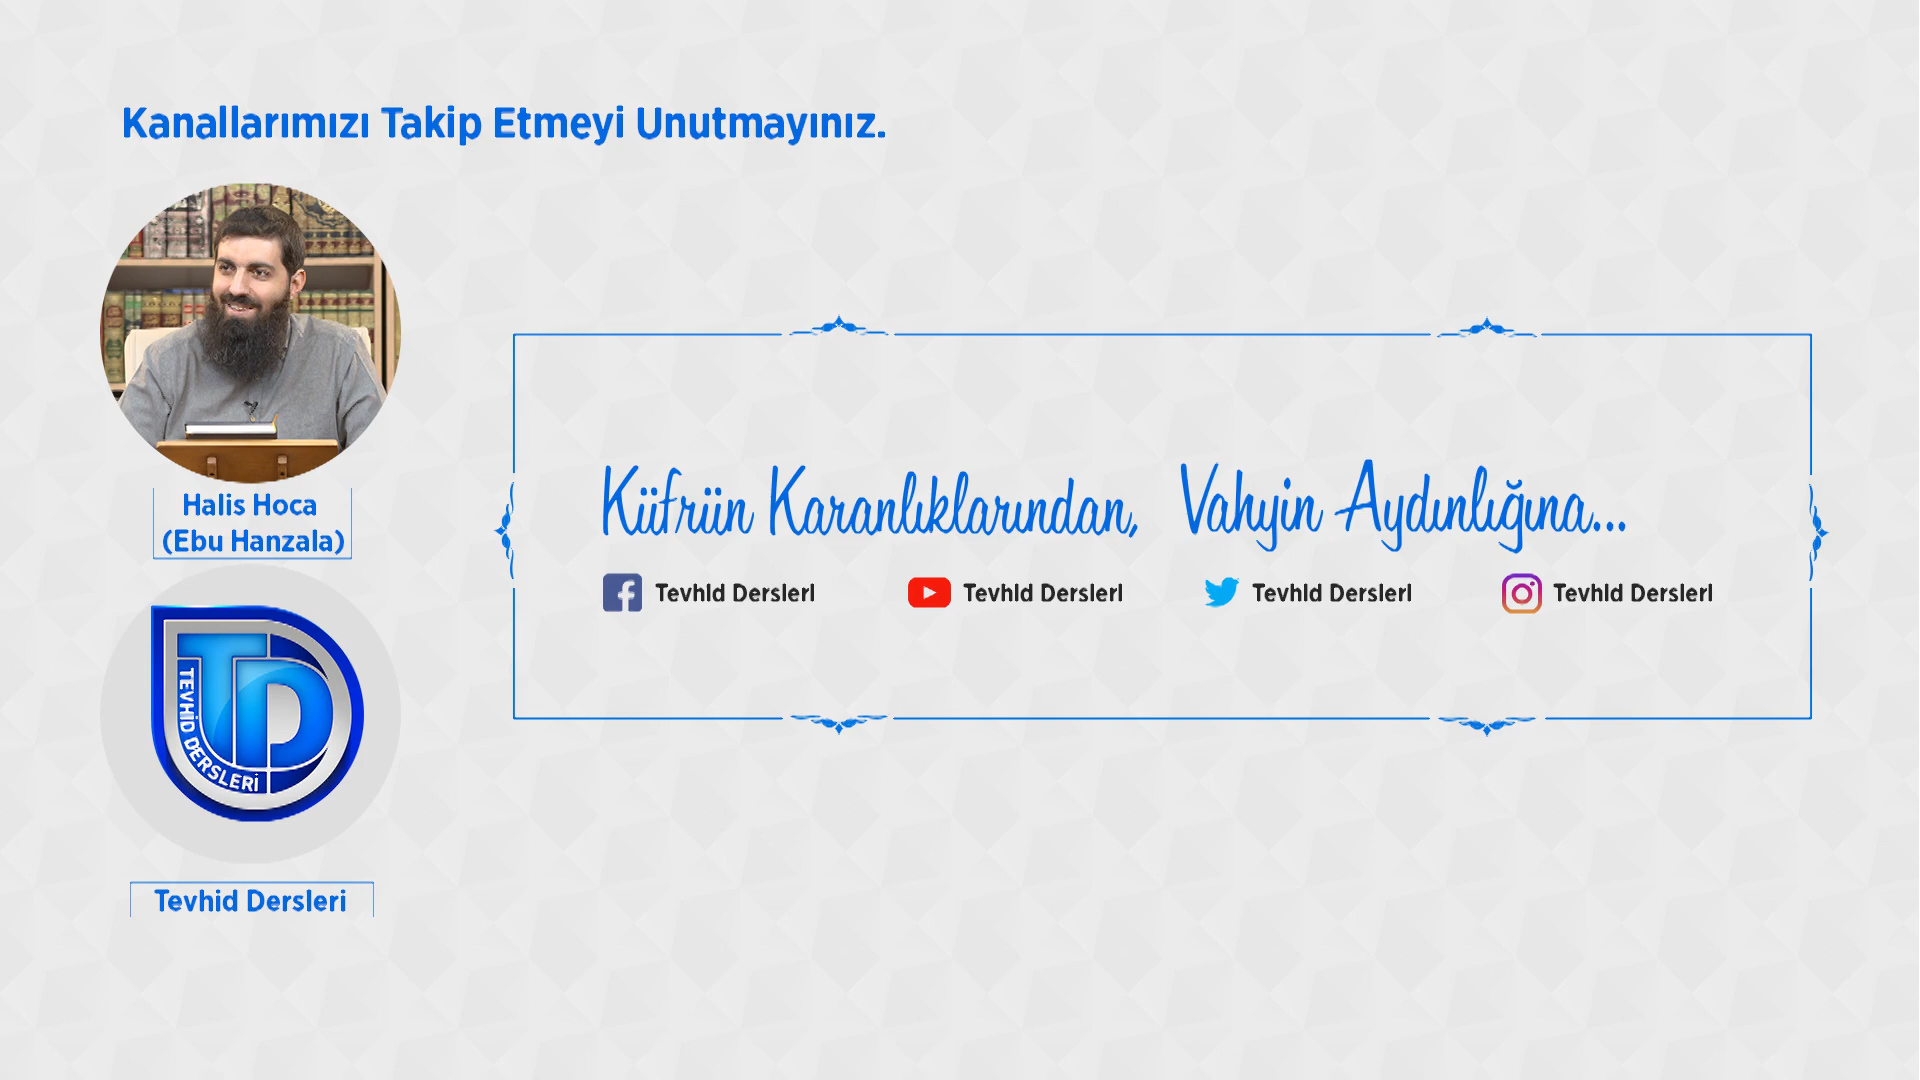 Kanallarımızı Takip Etmeyi Unutmayınız.
Halis Hoca
(Ebu Hanzala)
Küfrün Karanlıklarından, Vahyin Aydınlığına...
TevhId DerslerI TevhId DerslerI TevhId DerslerI TevhId DerslerI
TD
TEVHİD DERSLERİ
Tevhid Dersleri